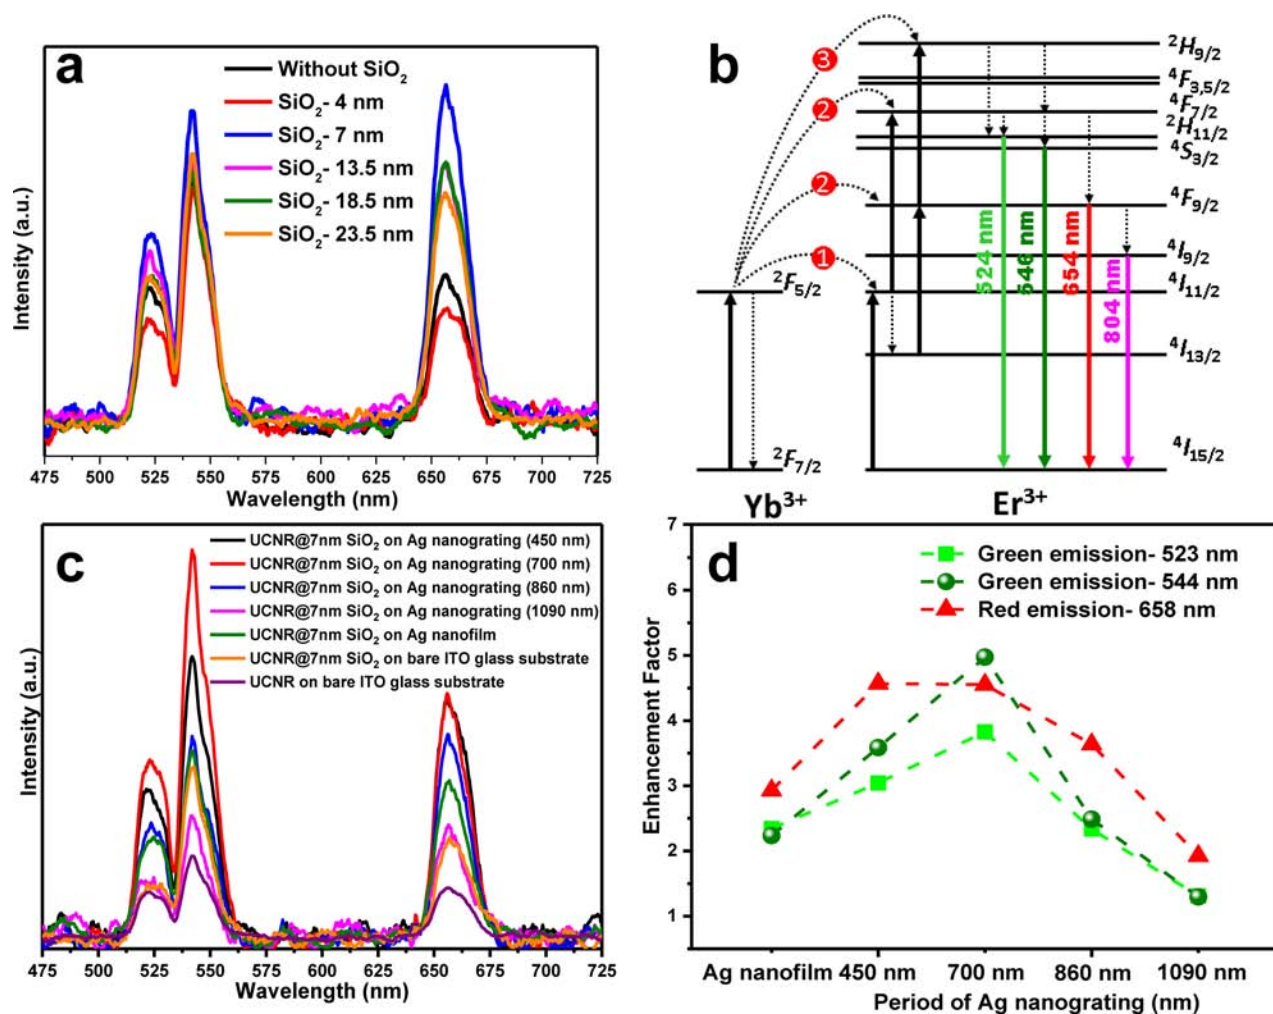 a
Without SiO₂
SiO₂- 4 nm
SiO₂- 7 nm
SiO₂- 13.5 nm
SiO₂- 18.5 nm
SiO₂- 23.5 nm
Intensity (a.u.)
475 500 525 550 575 600 625 650 675 700 725
Wavelength (nm)
b
3
2
2
1
²H₉/₂
⁴F₃,₅/₂
⁴F₇/₂
²H₁₁/₂
⁴S₃/₂
⁴F₉/₂
⁴I₉/₂
⁴I₁₁/₂
⁴I₁₃/₂
⁴I₁₅/₂
²F₅/₂
²F₇/₂
524 nm
546 nm
654 nm
804 nm
Yb³⁺
Er³⁺
c
UCNR@7nm SiO₂ on Ag nanograting (450 nm)
UCNR@7nm SiO₂ on Ag nanograting (700 nm)
UCNR@7nm SiO₂ on Ag nanograting (860 nm)
UCNR@7nm SiO₂ on Ag nanograting (1090 nm)
UCNR@7nm SiO₂ on Ag nanofilm
UCNR@7nm SiO₂ on bare ITO glass substrate
UCNR on bare ITO glass substrate
Intensity (a.u.)
475 500 525 550 575 600 625 650 675 700 725
Wavelength (nm)
d
Green emission- 523 nm
Green emission- 544 nm
Red emission- 658 nm
Enhancement Factor
7
6
5
4
3
2
1
Ag nanofilm 450 nm 700 nm 860 nm 1090 nm
Period of Ag nanograting (nm)